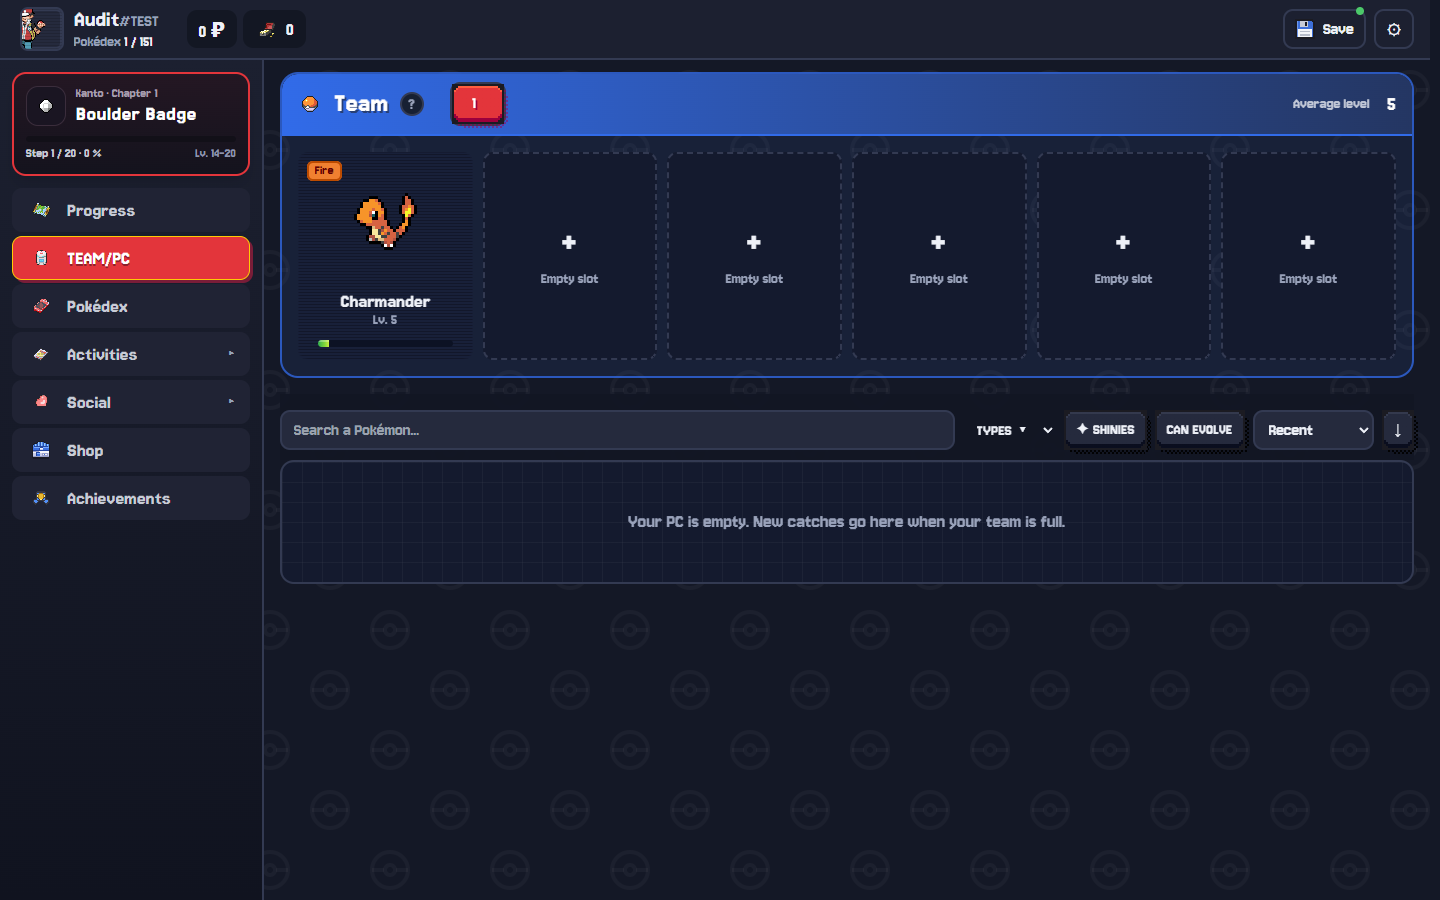 Audit#TEST
Pokédex 1 / 151
0 ₽
0
Save
Kanto · Chapter 1
Boulder Badge
Step 1 / 20 · 0 %
Lv. 14-20
Progress
TEAM/PC
Pokédex
Activities
Social
Shop
Achievements
Team
?
1
Average level 5
Fire
Charmander
Lv. 5
Empty slot
Empty slot
Empty slot
Empty slot
Empty slot
Search a Pokémon...
TYPES
SHINIES
CAN EVOLVE
Recent
Your PC is empty. New catches go here when your team is full.